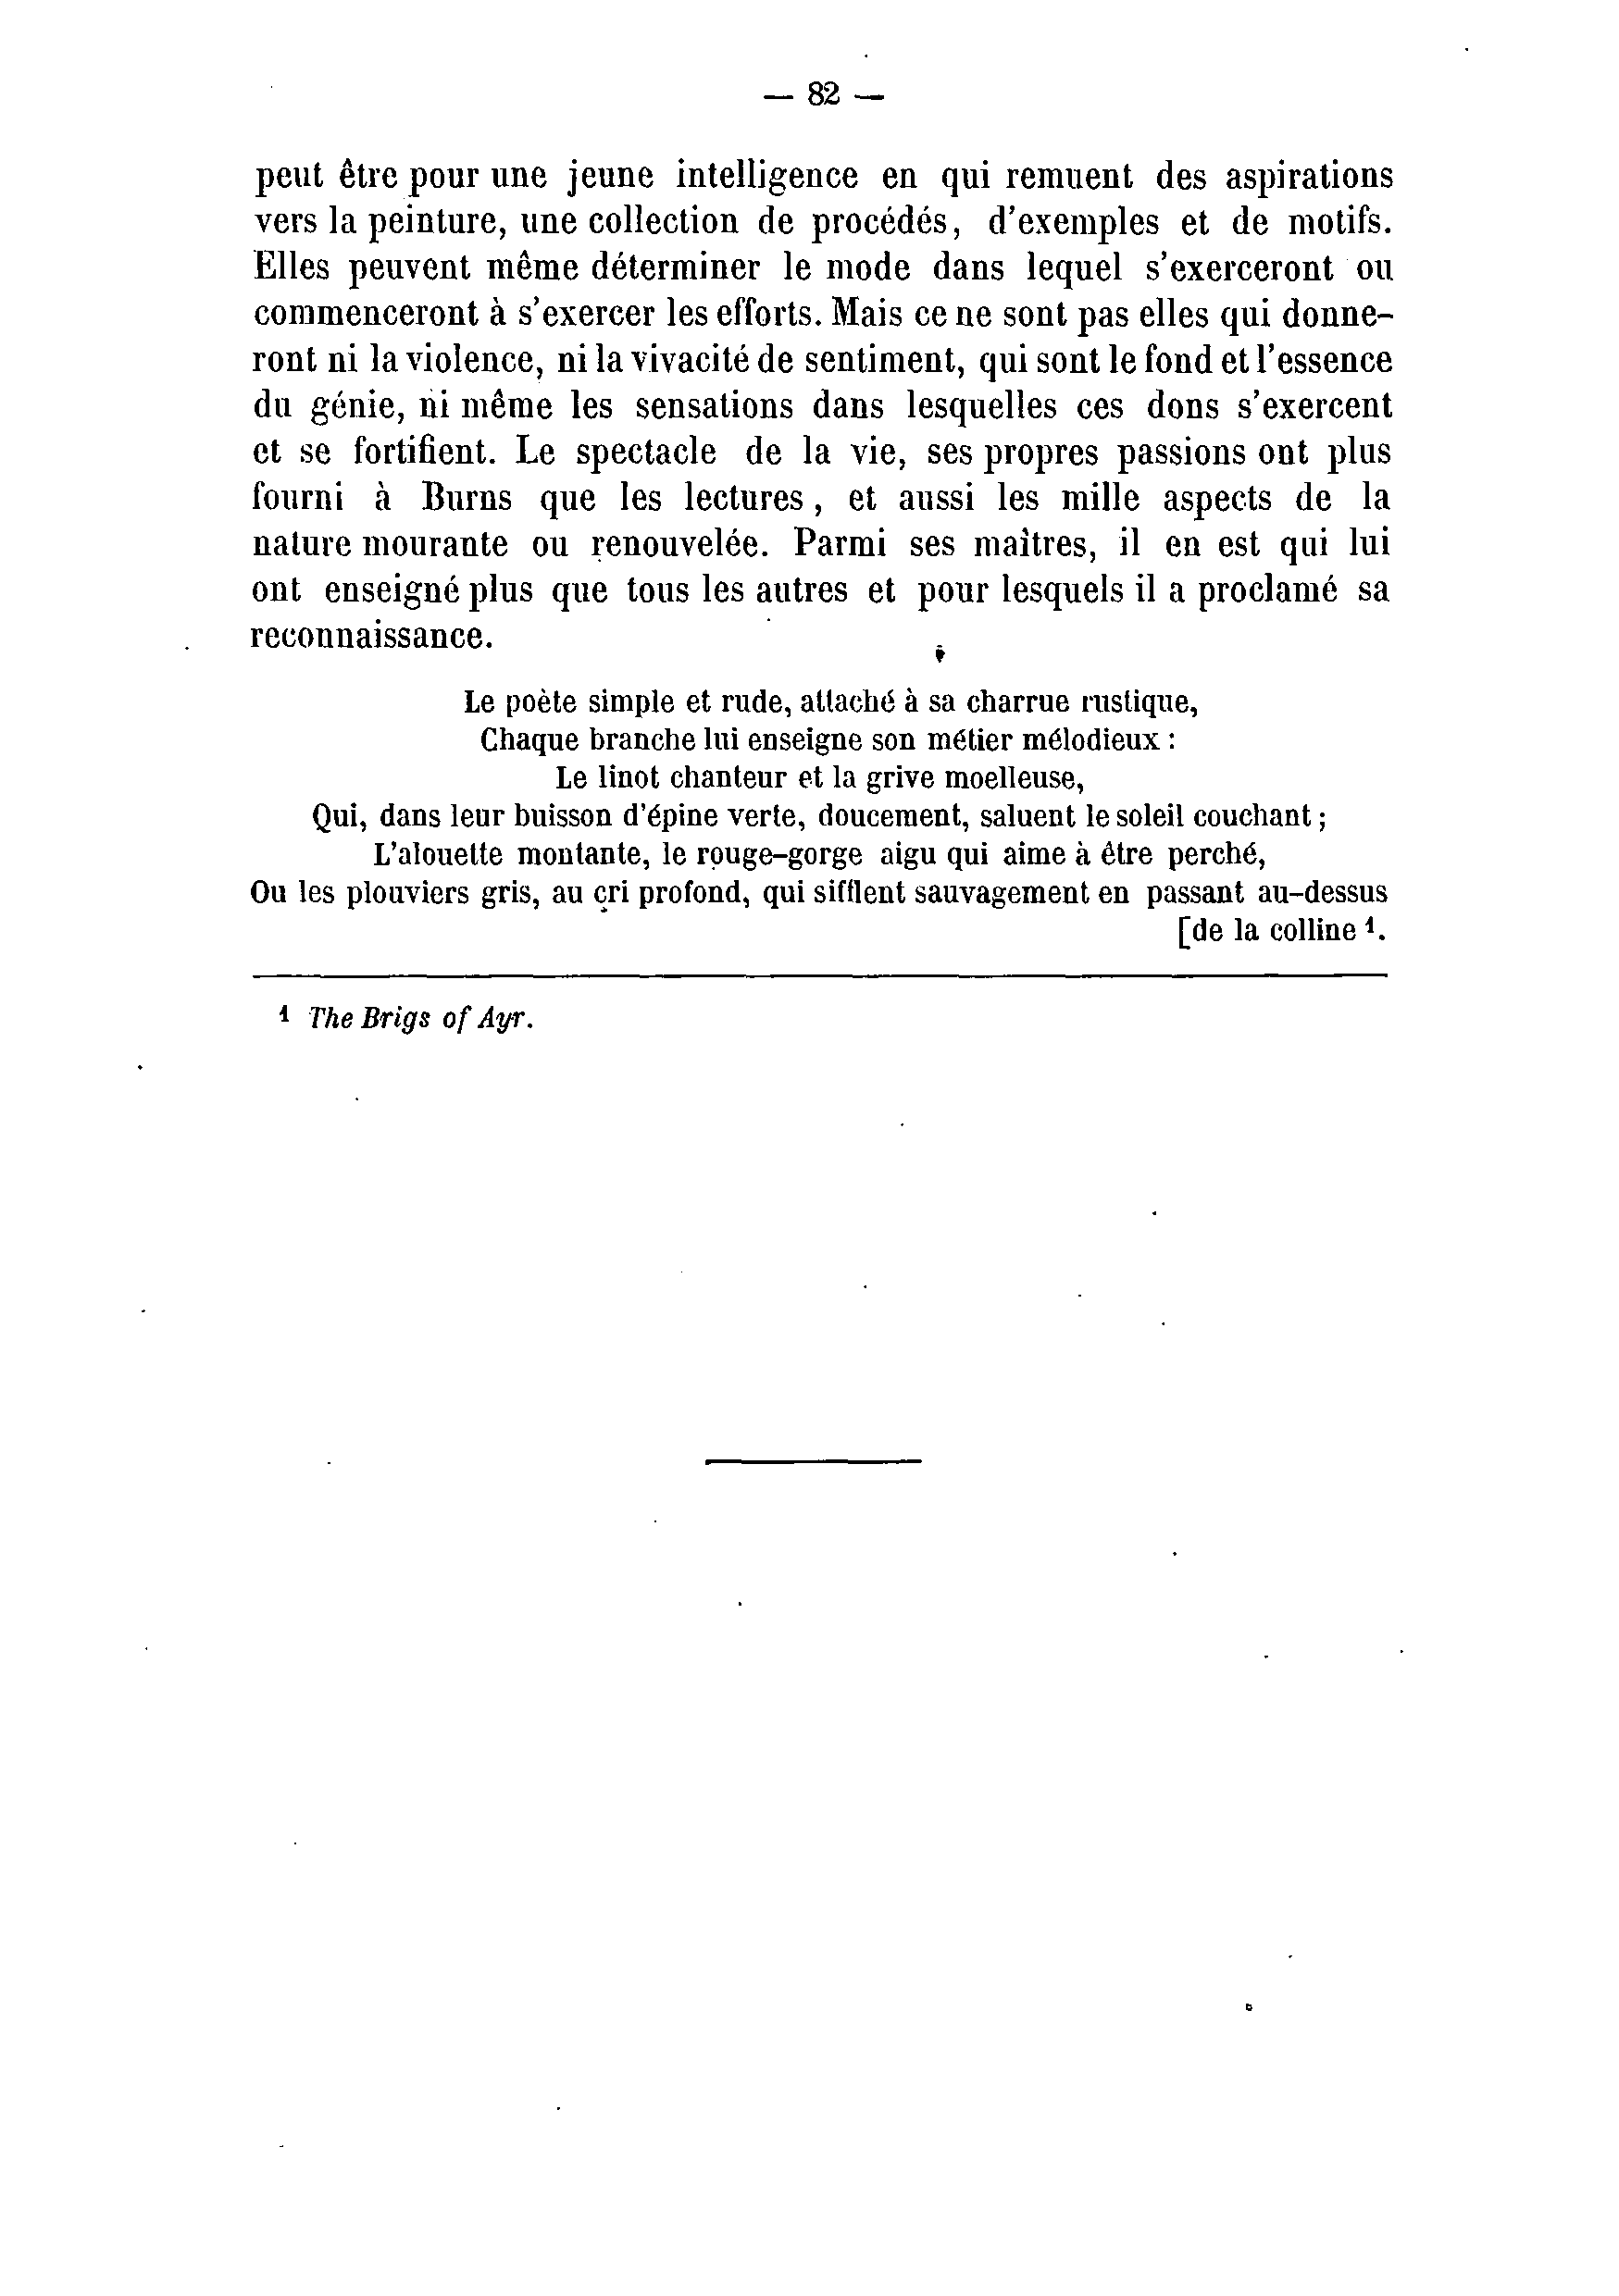 — 82 —
peut être pour une jeune intelligence en qui remuent des aspirations
vers la peinture, une collection de procédés, d'exemples et de motifs.
Elles peuvent même déterminer le mode dans lequel s'exerceront ou
commenceront à s'exercer les efforts. Mais ce ne sont pas elles qui donne-
ront ni la violence, ni la vivacité de sentiment, qui sont le fond et l'essence
du génie, ni même les sensations dans lesquelles ces dons s'exercent
et se fortifient. Le spectacle de la vie, ses propres passions ont plus
fourni à Burns que les lectures, et aussi les mille aspects de la
nature mourante ou renouvelée. Parmi ses maîtres, il en est qui lui
ont enseigné plus que tous les autres et pour lesquels il a proclamé sa
reconnaissance.
Le poète simple et rude, attaché à sa charrue rustique,
Chaque branche lui enseigne son métier mélodieux :
Le linot chanteur et la grive moelleuse,
Qui, dans leur buisson d'épine verte, doucement, saluent le soleil couchant ;
L'alouette montante, le rouge-gorge aigu qui aime à être perché,
Ou les plouviers gris, au cri profond, qui sifflent sauvagement en passant au-dessus
[de la colline 1.
1 The Brigs of Ayr.